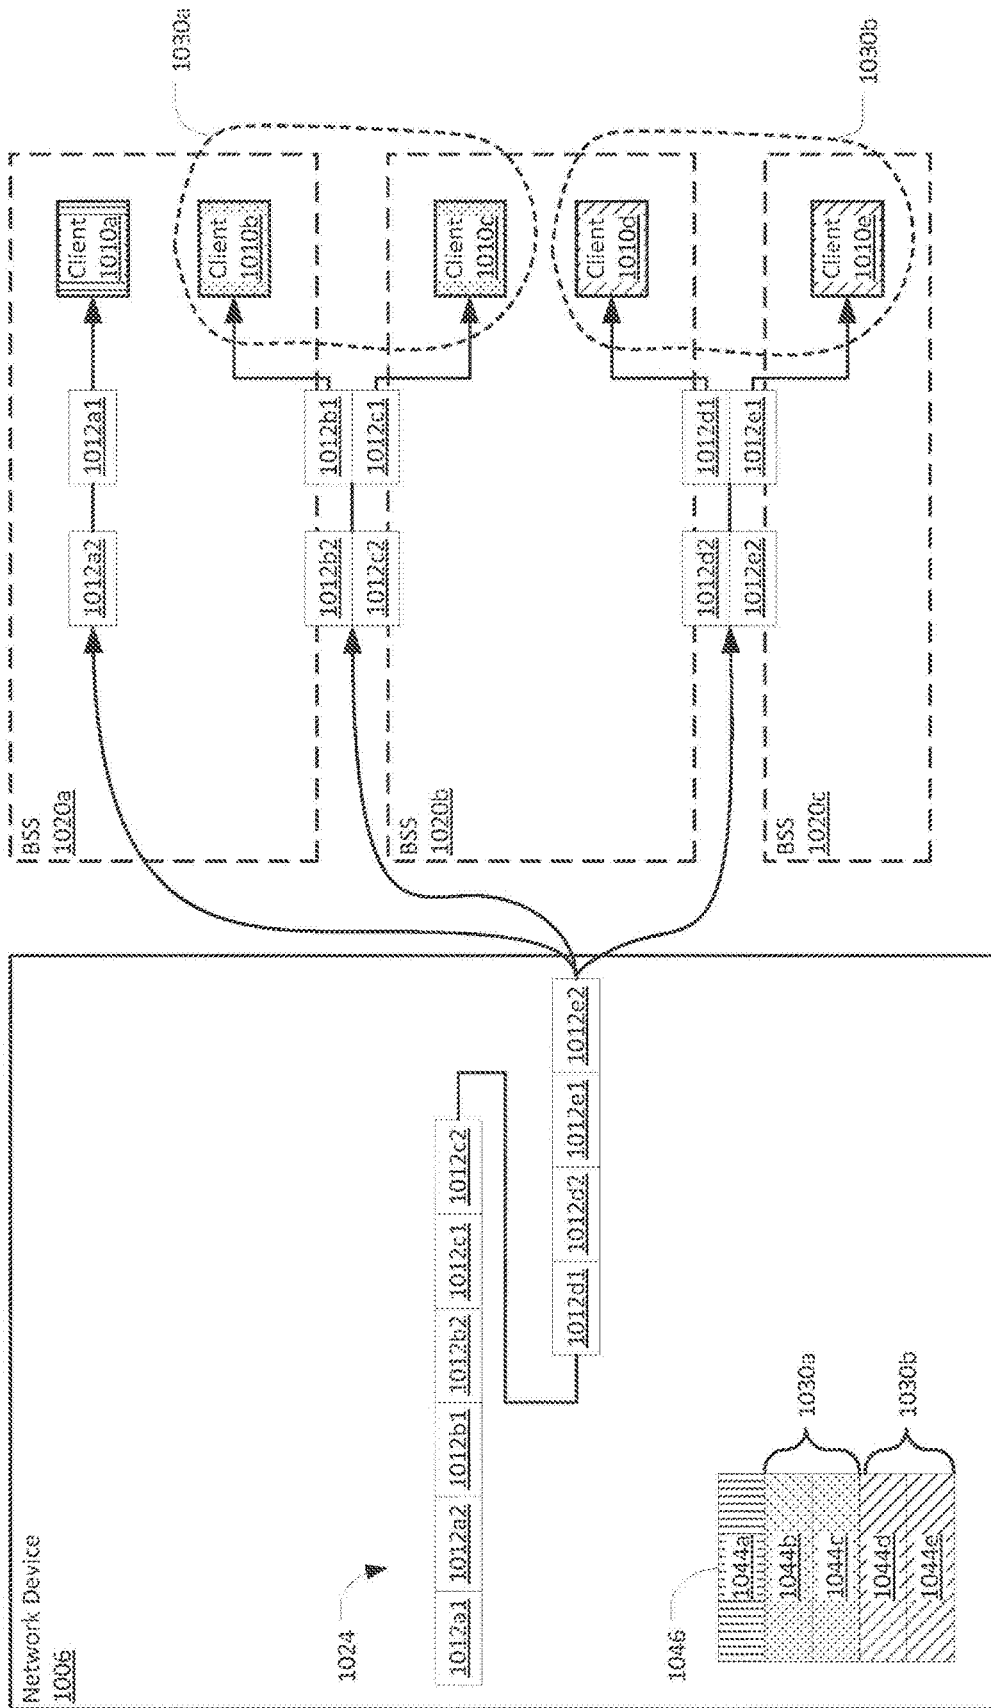 Network Device
1006
1024
1012a1 1012a2 1012b1 1012b2 1012c1 1012c2
1012d1 1012d2 1012e1 1012e2
1046
1044a
1044b
1044c
1044d
1044e
1030a
1030b
BSS
1020a
1012a2
1012a1
Client
1010a
Client
1010b
1030a
1012b2
1012c2
1012b1
1012c1
BSS
1020b
Client
1010c
Client
1010d
1012d2
1012e2
1012d1
1012e1
BSS
1020c
Client
1010e
1030b